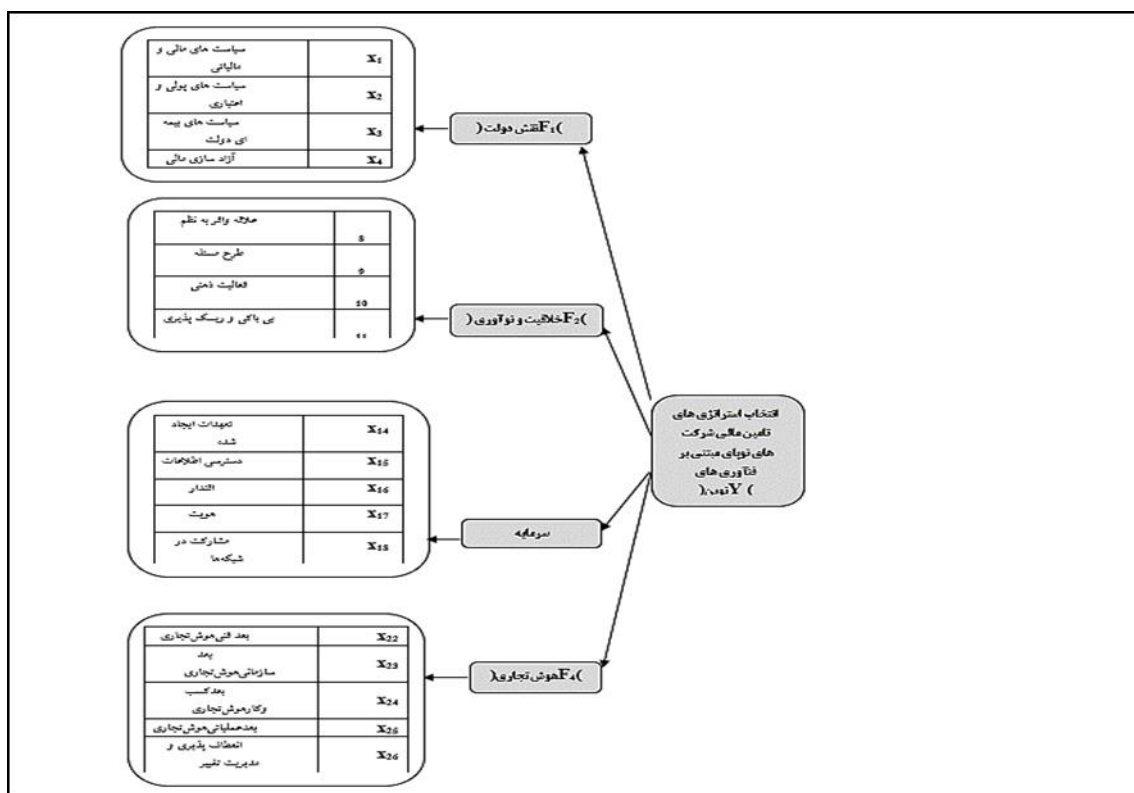 سیاست های مالی و
مالیاتی
X1
سیاست های پولی و
اعتباری
X2
سیاست های بیمه
ای دولت
X3
آزاد سازی مالی
X4
)F1نقش دولت(
علاقه وافر به نظم
8
طرح مسئله
9
فعالیت ذهنی
10
بی باکی و ریسک پذیری
11
)F2خلاقیت و نوآوری(
انتخاب استراتژی های
تامین مالی شرکت
های نوپای مبتنی بر
فنآوری های
) Yنوین(
تعهدات ایجاد
شده
X14
دسترسی اطلاعات
X15
اقتدار
X16
هویت
X17
مشارکت در
شبکه‌ها
X18
سرمایه
بعد فنی هوش تجاری
X22
بعد
سازمانی هوش تجاری
X23
بعد کسب
وکار هوش تجاری
X24
بعد عملیاتی هوش تجاری
X25
انعطاف پذیری و
مدیریت تغییر
X26
)F4هوش تجاری(